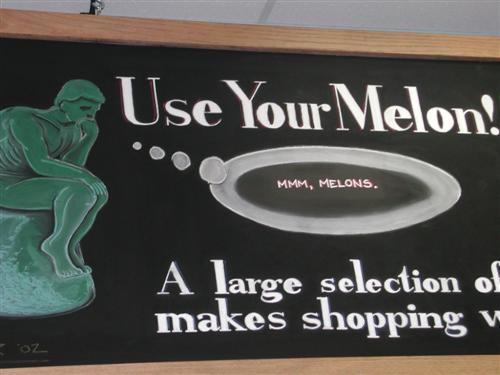 Use Your Melon!
MMM, MELONS.
A large selection of
makes shopping
'02